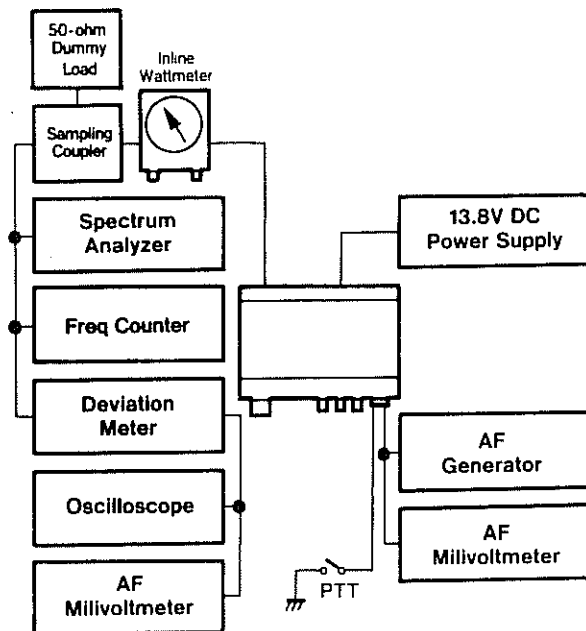 50-ohm
Dummy
Load
Inline
Wattmeter
Sampling
Coupler
Spectrum
Analyzer
13.8V DC
Power Supply
Freq Counter
Deviation
Meter
AF
Generator
Oscilloscope
AF
Milivoltmeter
PTT
AF
Milivoltmeter